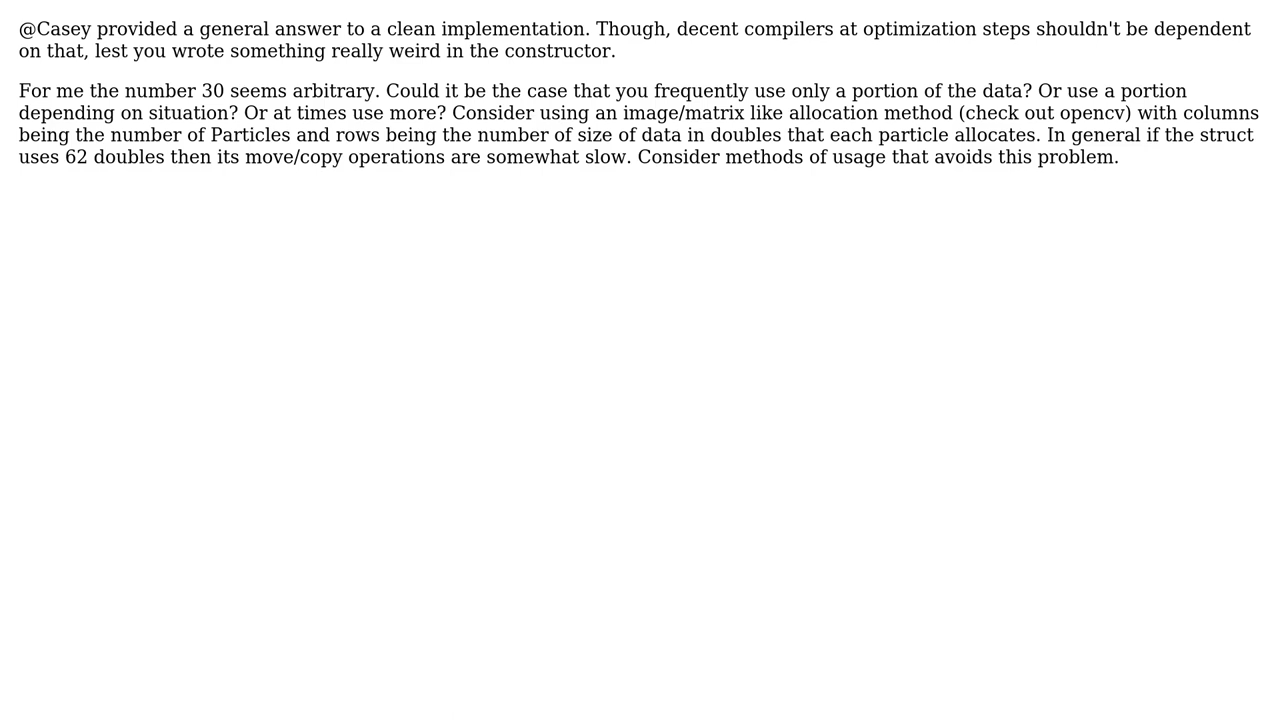 @Casey provided a general answer to a clean implementation. Though, decent compilers at optimization steps shouldn't be dependent
on that, lest you wrote something really weird in the constructor.
For me the number 30 seems arbitrary. Could it be the case that you frequently use only a portion of the data? Or use a portion
depending on situation? Or at times use more? Consider using an image/matrix like allocation method (check out opencv) with columns
being the number of Particles and rows being the number of size of data in doubles that each particle allocates. In general if the struct
uses 62 doubles then its move/copy operations are somewhat slow. Consider methods of usage that avoids this problem.